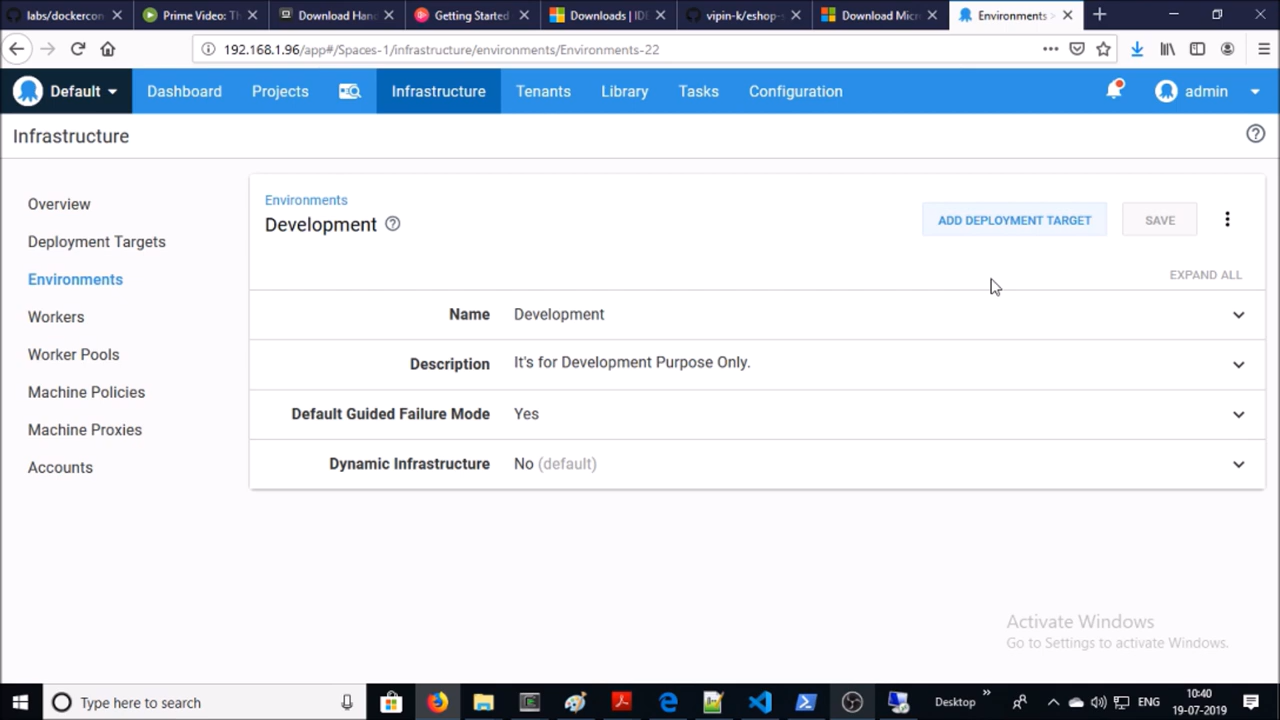 labs/dockercon
Prime Video: Th
Download Han
Getting Started
Downloads | IDE
vipin-k/eshop-s
Download Micr
Environments >
192.168.1.96/app#/Spaces-1/infrastructure/environments/Environments-22
Default
Dashboard
Projects
Infrastructure
Tenants
Library
Tasks
Configuration
admin
Infrastructure
Overview
Deployment Targets
Environments
Workers
Worker Pools
Machine Policies
Machine Proxies
Accounts
Environments
Development
ADD DEPLOYMENT TARGET
SAVE
EXPAND ALL
Name Development
Description It's for Development Purpose Only.
Default Guided Failure Mode Yes
Dynamic Infrastructure No (default)
Activate Windows
Go to Settings to activate Windows.
Type here to search
Desktop
ENG
10:40
19-07-2019